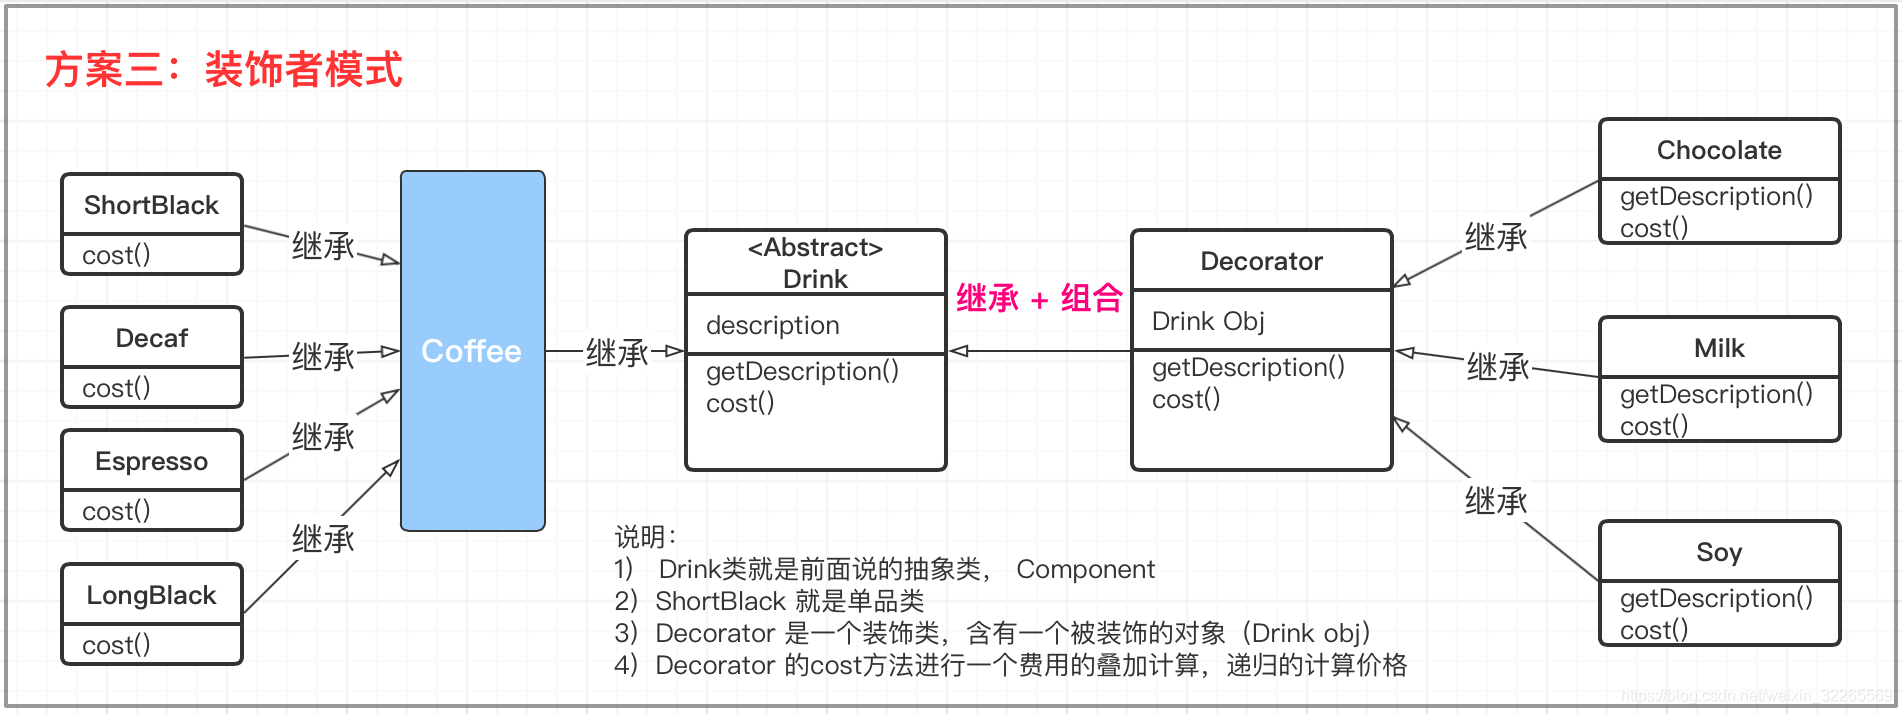 方案三：装饰者模式
ShortBlack
cost()
继承
Decaf
cost()
继承
Espresso
cost()
继承
LongBlack
cost()
继承
Coffee
继承
<Abstract>
Drink
description
getDescription()
cost()
继承 + 组合
Decorator
Drink Obj
getDescription()
cost()
继承
继承
继承
Chocolate
getDescription()
cost()
Milk
getDescription()
cost()
Soy
getDescription()
cost()
说明：
1） Drink类就是前面说的抽象类， Component
2）ShortBlack 就是单品类
3）Decorator 是一个装饰类，含有一个被装饰的对象（Drink obj）
4）Decorator 的cost方法进行一个费用的叠加计算，递归的计算价格
https://blog.csdn.net/weixin_32265569